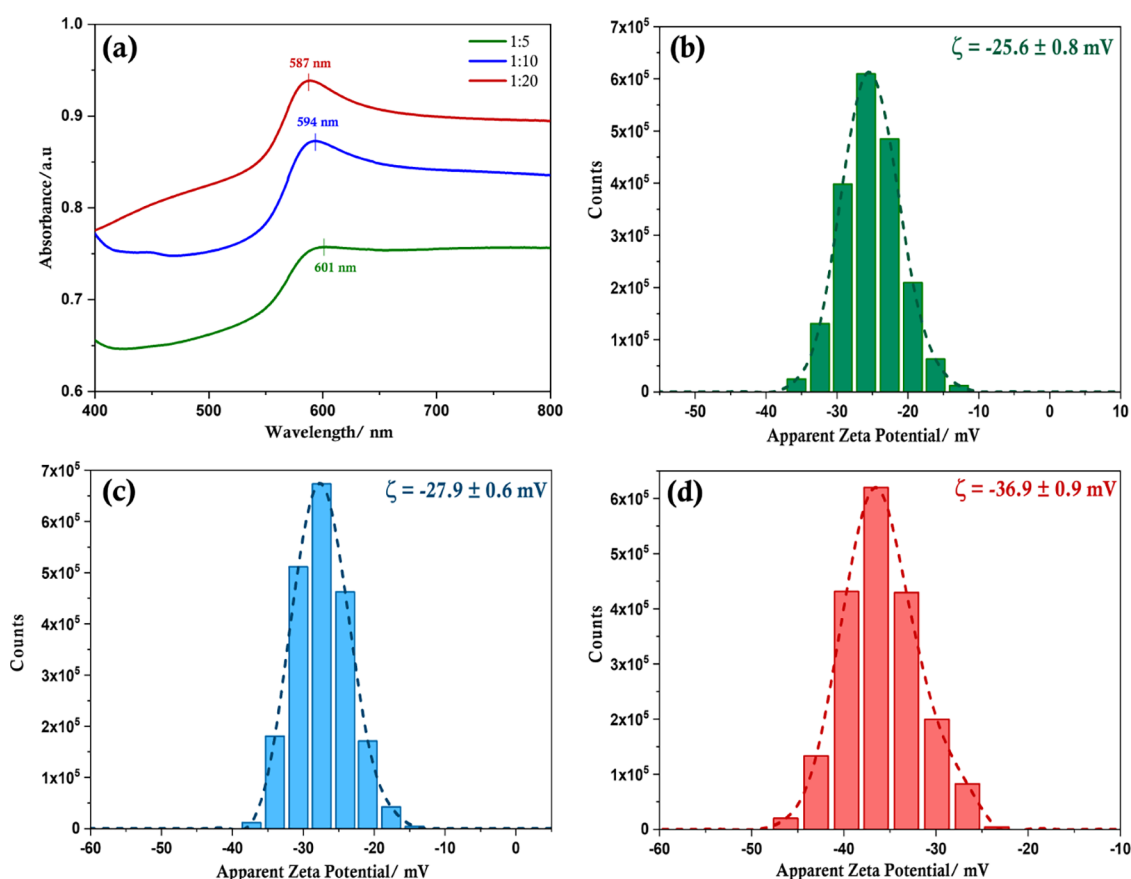 (a)
1:5
1:10
1:20
587 nm
594 nm
601 nm
1.0
0.9
0.8
0.7
0.6
Absorbance/a.u
400
500
600
700
800
Wavelength/ nm
(b)
ζ = -25.6 ± 0.8 mV
7x10⁵
6x10⁵
5x10⁵
4x10⁵
3x10⁵
2x10⁵
1x10⁵
0
Counts
-50
-40
-30
-20
-10
0
10
Apparent Zeta Potential/ mV
(c)
ζ = -27.9 ± 0.6 mV
7x10⁵
6x10⁵
5x10⁵
4x10⁵
3x10⁵
2x10⁵
1x10⁵
0
Counts
-60
-50
-40
-30
-20
-10
0
Apparent Zeta Potential/ mV
(d)
ζ = -36.9 ± 0.9 mV
6x10⁵
5x10⁵
4x10⁵
3x10⁵
2x10⁵
1x10⁵
0
Counts
-60
-50
-40
-30
-20
-10
Apparent Zeta Potential/ mV